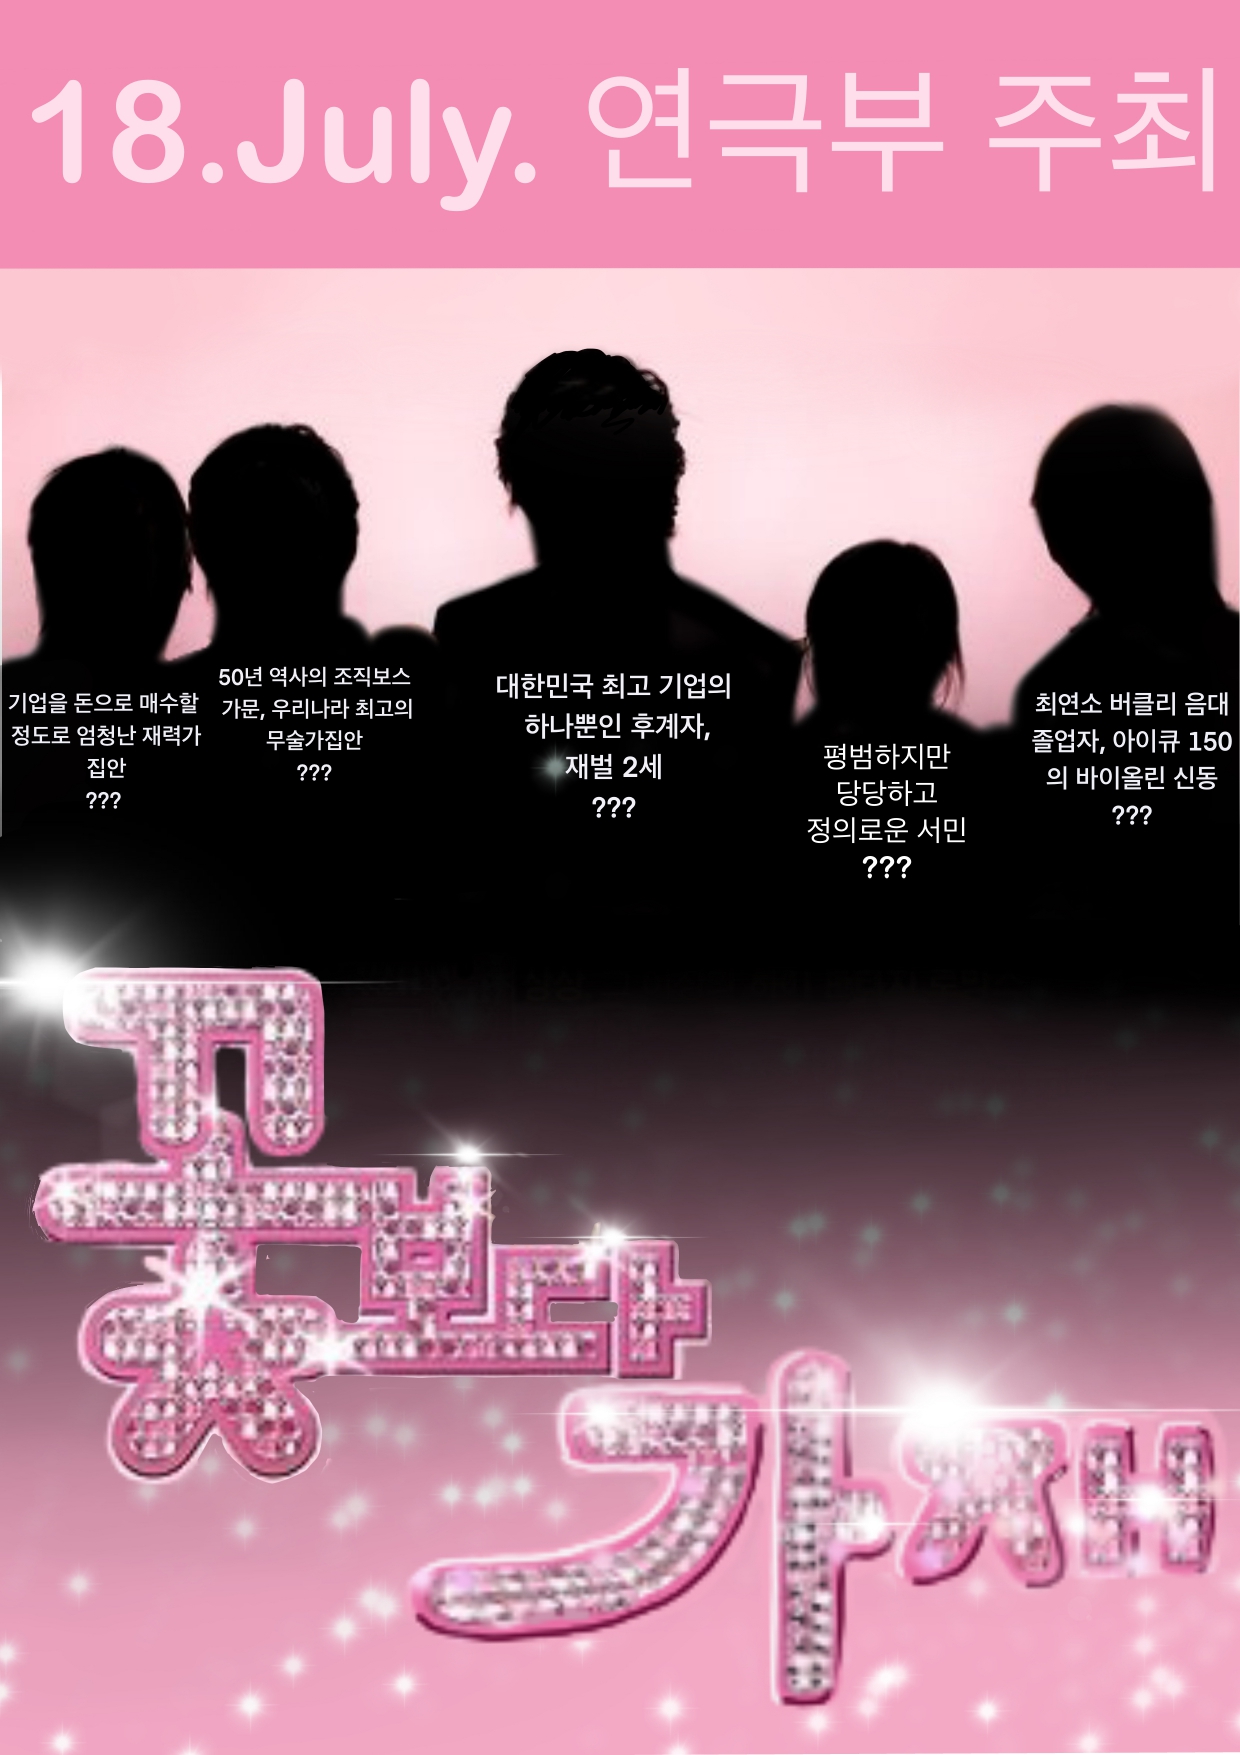 18.July. 연극부 주최
기업을 돈으로 매수할
정도로 엄청난 재력가
집안
???
50년 역사의 조직보스
가문, 우리나라 최고의
무술가집안
???
대한민국 최고 기업의
하나뿐인 후계자,
재벌 2세
???
평범하지만
당당하고
정의로운 서민
???
최연소 버클리 음대
졸업자, 아이큐 150
의 바이올린 신동
???
꽃보다
가재